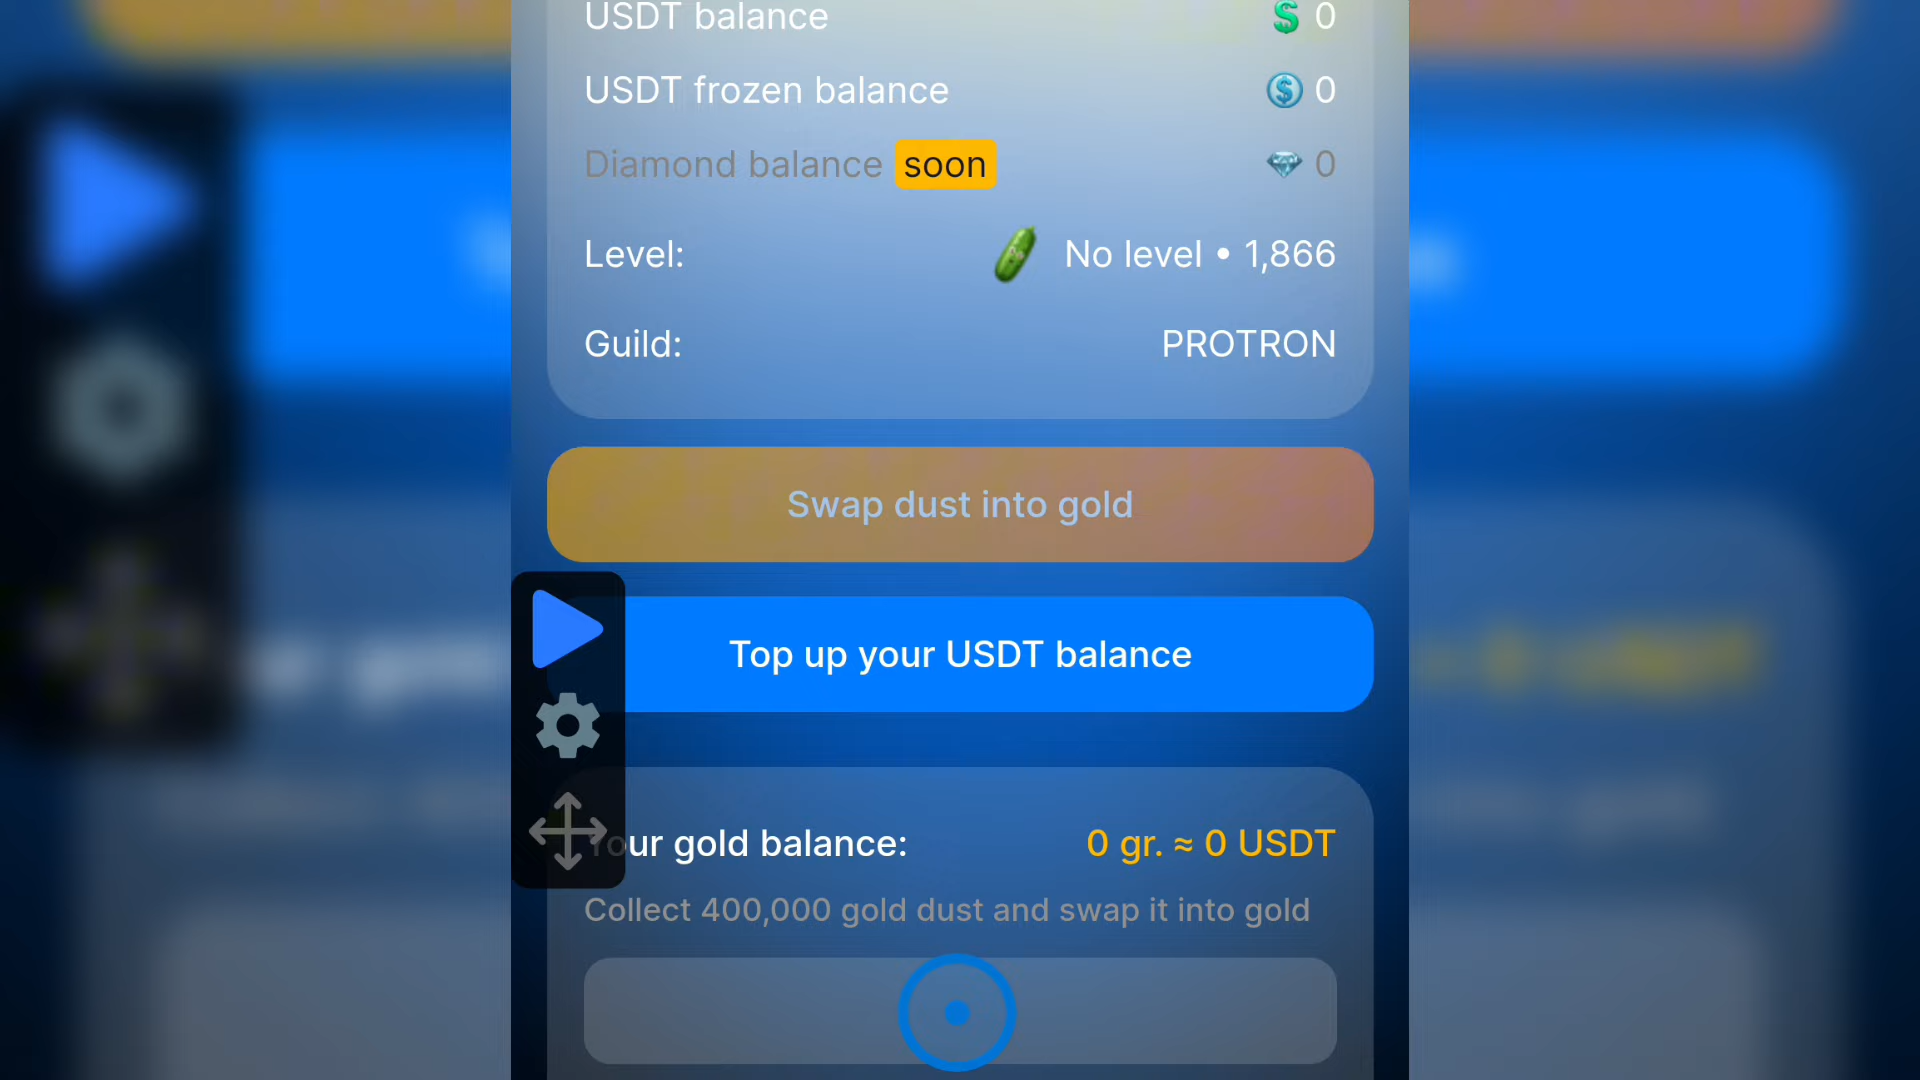 USDT balance 0
USDT frozen balance 0
Diamond balance soon 0
Level: No level • 1,866
Guild: PROTRON
Swap dust into gold
Top up your USDT balance
Your gold balance: 0 gr. ≈ 0 USDT
Collect 400,000 gold dust and swap it into gold